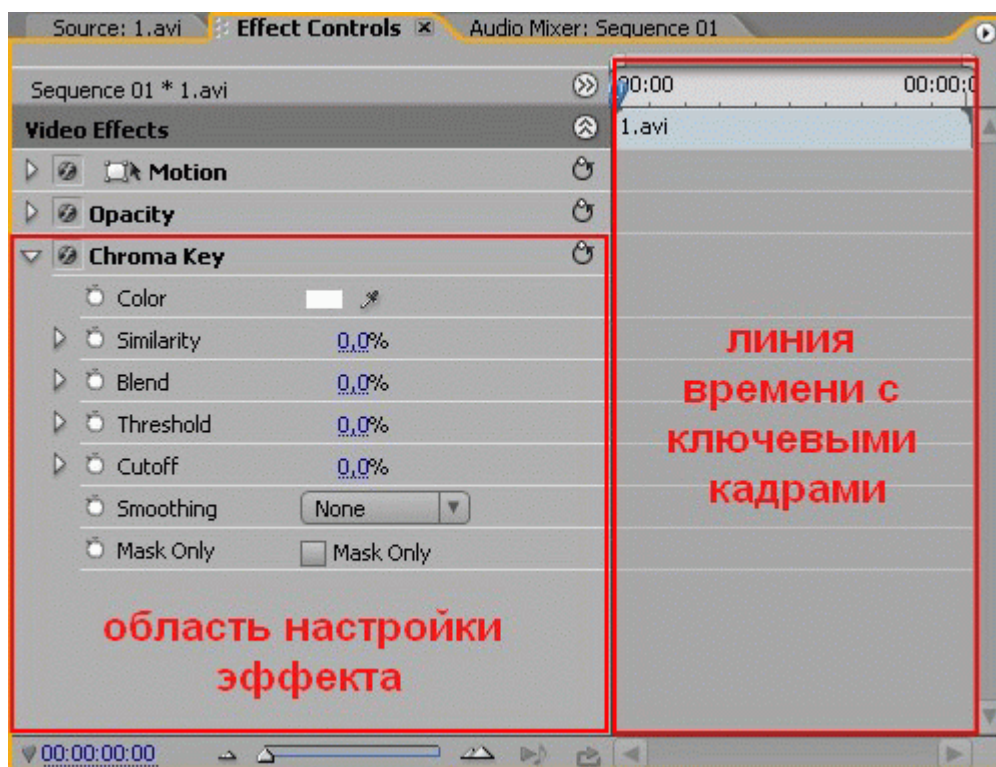 Source: 1.avi Effect Controls Audio Mixer: Sequence 01
Sequence 01 * 1.avi
00:00 00:00:0
Video Effects
1.avi
Motion
Opacity
Chroma Key
Color
Similarity 0,0%
Blend 0,0%
Threshold 0,0%
Cutoff 0,0%
Smoothing None
Mask Only Mask Only
область настройки
эффекта
линия
времени с
ключевыми
кадрами
00:00:00:00